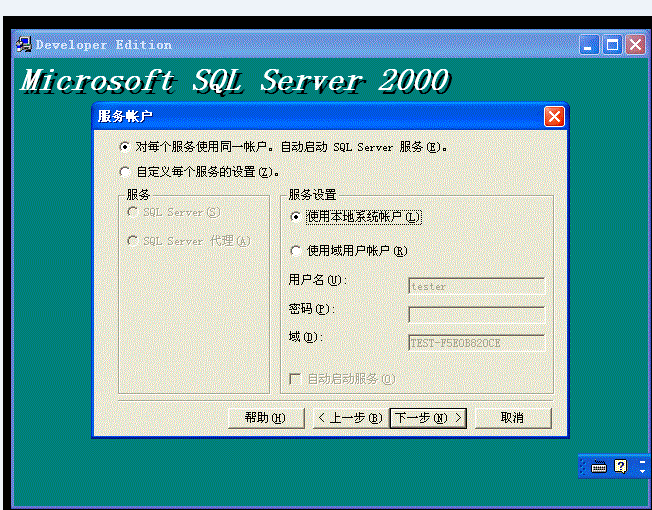 Developer Edition
Microsoft SQL Server 2000
服务帐户
对每个服务使用同一帐户。自动启动 SQL Server 服务(E)。
自定义每个服务的设置(Z)。
服务
SQL Server(S)
SQL Server 代理(A)
服务设置
使用本地系统帐户(L)
使用域用户帐户(R)
用户名(U):
tester
密码(P):
域(D):
TEST-F5E0B820CE
自动启动服务(O)
帮助(H)
< 上一步(B)
下一步(N) >
取消